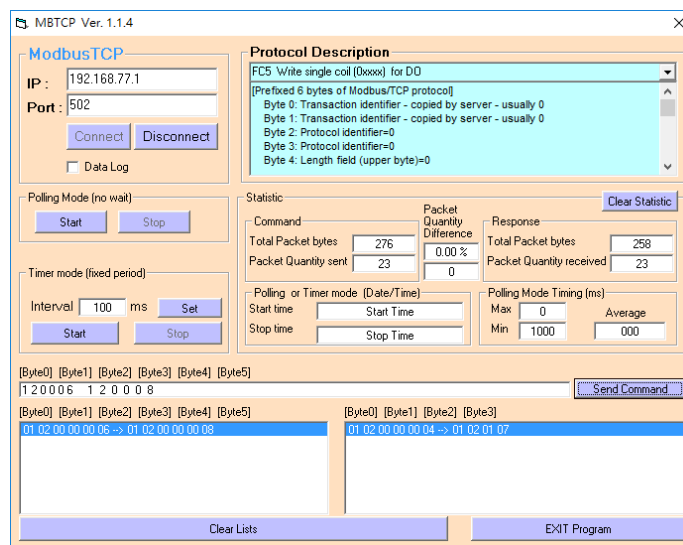 MBTCP Ver. 1.1.4
ModbusTCP
IP : 192.168.77.1
Port : 502
Connect Disconnect
Data Log
Protocol Description
FC5 Write single coil (0xxxx) for DO
[Prefixed 6 bytes of Modbus/TCP protocol]
Byte 0: Transaction identifier - copied by server - usually 0
Byte 1: Transaction identifier - copied by server - usually 0
Byte 2: Protocol identifier=0
Byte 3: Protocol identifier=0
Byte 4: Length field (upper byte)=0
Polling Mode (no wait)
Start Stop
Timer mode (fixed period)
Interval 100 ms Set
Start Stop
Statistic
Clear Statistic
Command
Total Packet bytes 276
Packet Quantity sent 23
Packet
Quantity
Difference
0.00 %
0
Response
Total Packet bytes 258
Packet Quantity received 23
Polling or Timer mode (Date/Time)
Start time Start Time
Stop time Stop Time
Polling Mode Timing (ms)
Max 0 Average
Min 1000 000
[Byte0] [Byte1] [Byte2] [Byte3] [Byte4] [Byte5]
1 2 0 0 0 6 1 2 0 0 0 8
Send Command
[Byte0] [Byte1] [Byte2] [Byte3] [Byte4] [Byte5]
01 02 00 00 00 06 --> 01 02 00 00 00 08
[Byte0] [Byte1] [Byte2] [Byte3]
01 02 00 00 00 04 --> 01 02 01 07
Clear Lists
EXIT Program